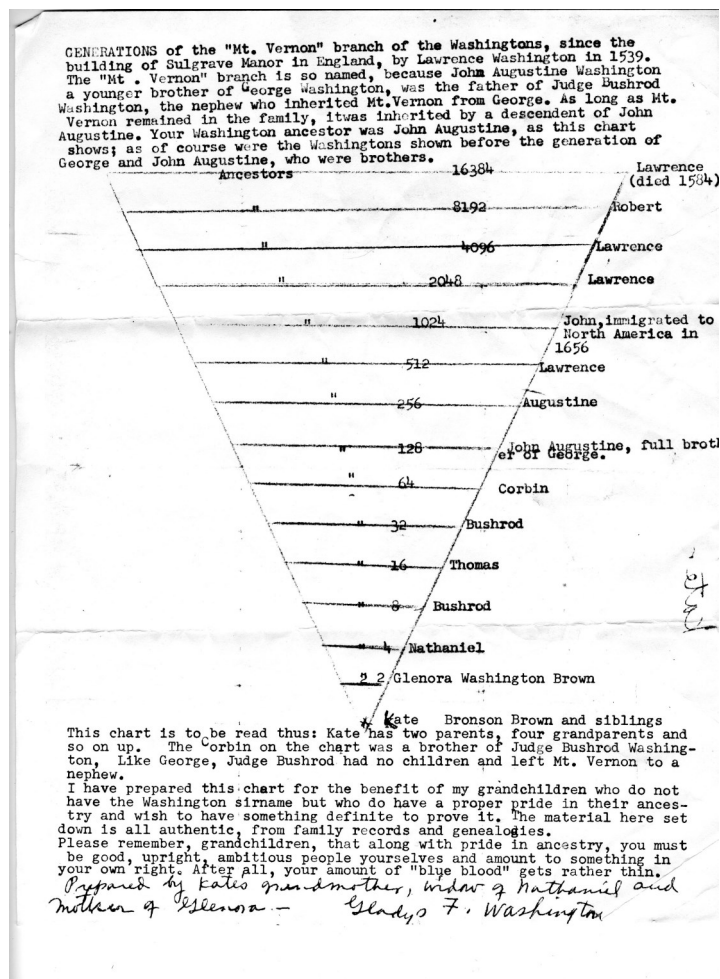 GENERATIONS of the "Mt. Vernon" branch of the Washingtons, since the
building of Sulgrave Manor in England, by Lawrence Washington in 1539.
The "Mt . Vernon" branch is so named, because John Augustine Washington
a younger brother of George Washington, was the father of Judge Bushrod
Washington, the nephew who inherited Mt.Vernon from George. As long as Mt.
Vernon remained in the family, itwas inherited by a descendent of John
Augustine. Your Washington ancestor was John Augustine, as this chart
shows; as of course were the Washingtons shown before the generation of
George and John Augustine, who were brothers.
Ancestors 16384 Lawrence
(died 1584)
" 8192 Robert
" 4096 Lawrence
" 2048 Lawrence
" 1024 John,immigrated to
North America in
1656
" 512 Lawrence
" 256 Augustine
" 128 John Augustine, full broth
er of George.
" 64 Corbin
" 32 Bushrod
" 16 Thomas
" 8 Bushrod
" 4 Nathaniel
2 2 Glenora Washington Brown
Kate Bronson Brown and siblings
This chart is to be read thus: Kate has two parents, four grandparents and
so on up. The Corbin on the chart was a brother of Judge Bushrod Washing-
ton, Like George, Judge Bushrod had no children and left Mt. Vernon to a
nephew.
I have prepared this chart for the benefit of my grandchildren who do not
have the Washington sirname but who do have a proper pride in their ances-
try and wish to have something definite to prove it. The material here set
down is all authentic, from family records and genealogies.
Please remember, grandchildren, that along with pride in ancestry, you must
be good, upright, ambitious people yourselves and amount to something in
your own right. After all, your amount of "blue blood" gets rather thin.
Prepared by Kates grandmother, widow of Nathaniel and
mother of Glenora — Gladys F. Washington